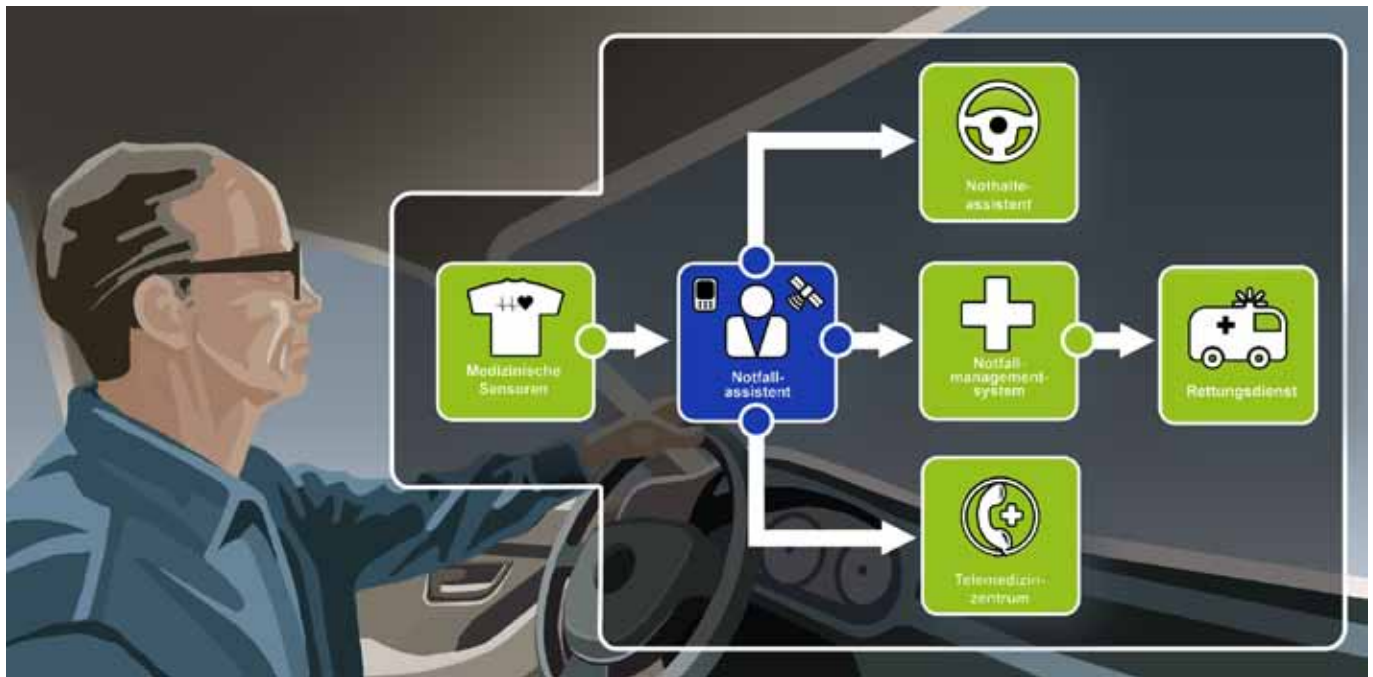 Nothalte-
assistent
Medizinische
Sensoren
Notfall-
assistent
Notfall-
management-
system
Rettungsdienst
Telemedizin-
zentrum